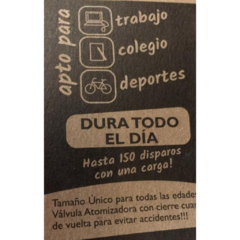 apto para
trabajo
colegio
deportes
DURA TODO
EL DÍA
Hasta 150 disparos
con una carga!
Tamaño Único para todas las edade
Válvula Atomizadora con cierre cuar
de vuelta para evitar accidentes!!!